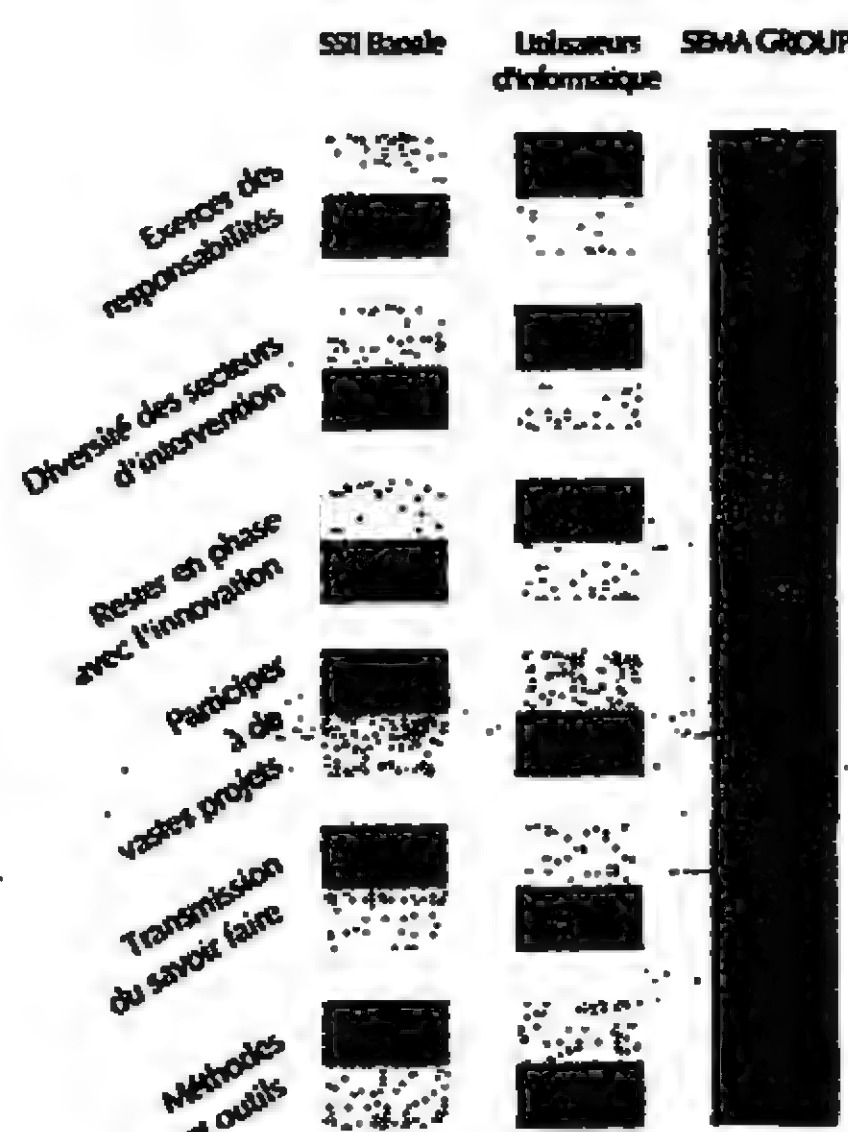 SSII Banale
Utilisateurs
d'informatique
SEMA GROUP
Exercer des
responsabilités
Diversité des secteurs
d'intervention
Rester en phase
avec l'innovation
Participer
à de
vastes projets
Transmission
du savoir faire
Méthodes
et outils